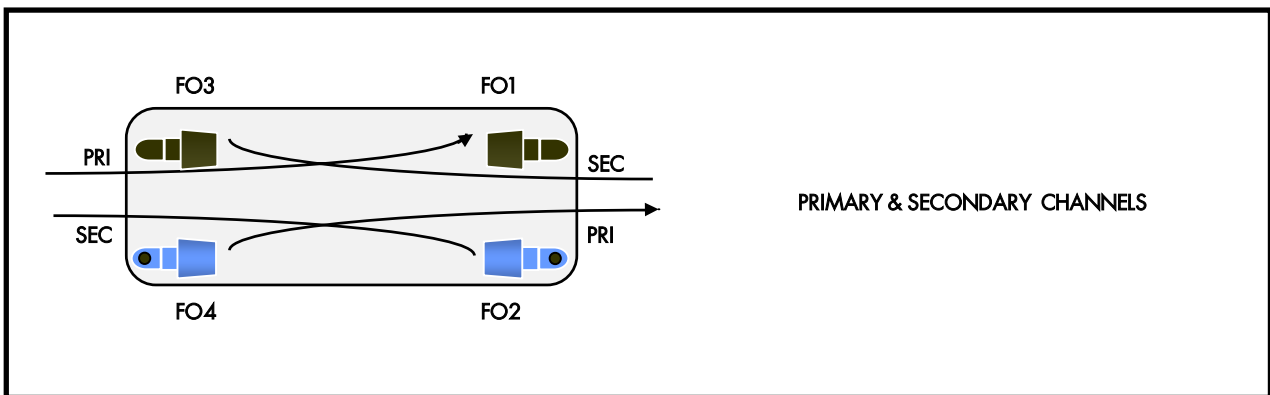 FO3 FO1
PRI
SEC
PRIMARY & SECONDARY CHANNELS
SEC
PRI
FO4 FO2